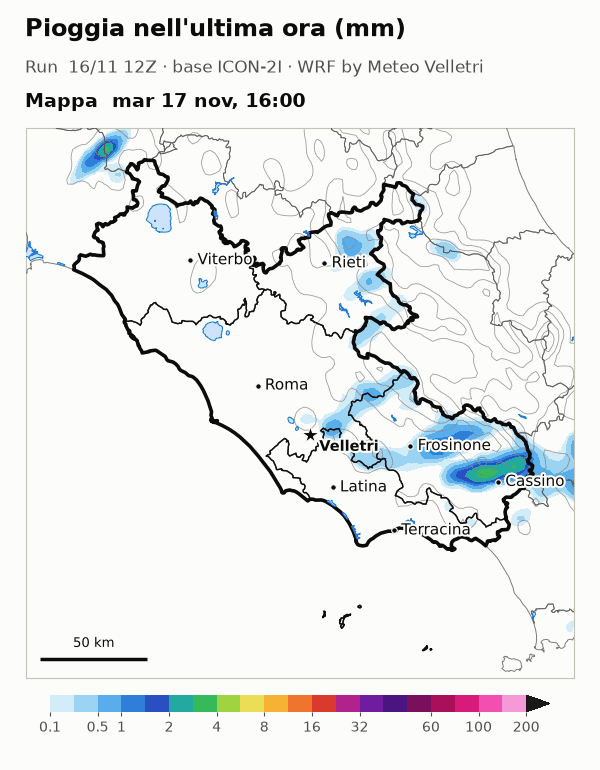 Pioggia nell'ultima ora (mm)
Run  16/11 12Z · base ICON-2I · WRF by Meteo Velletri
Mappa  mar 17 nov, 16:00
Viterbo
Rieti
Roma
Velletri
Frosinone
Cassino
Latina
Terracina
50 km
0.1 0.5 1 2 4 8 16 32 60 100 200